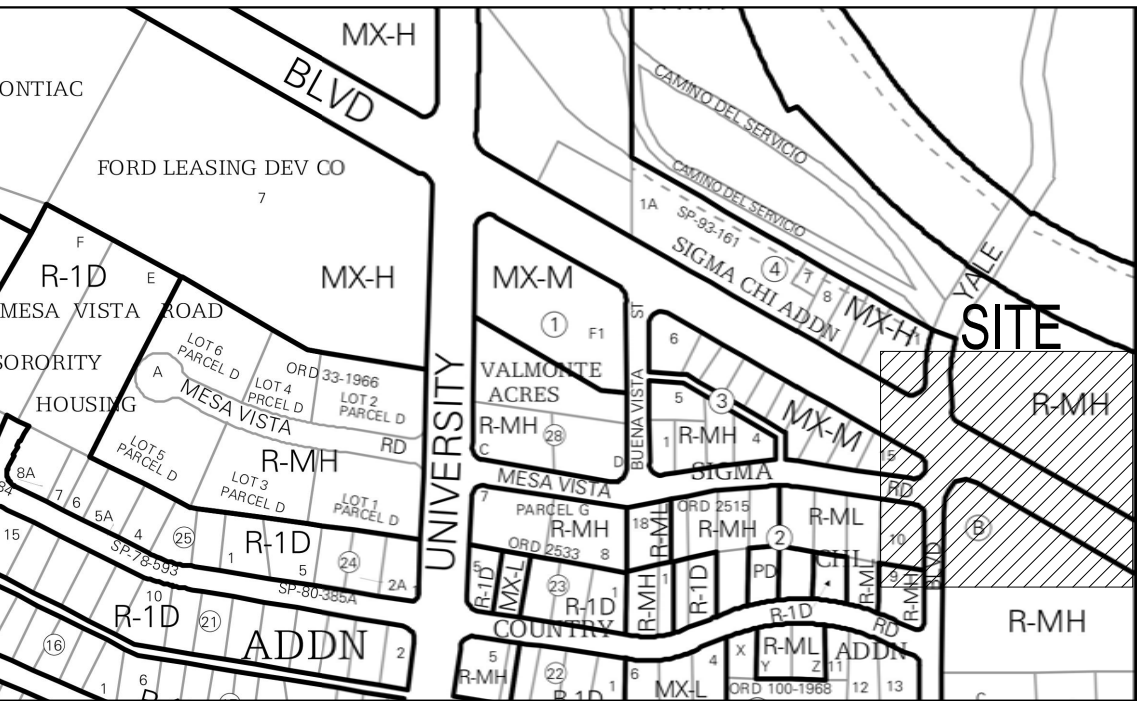 MX-H
BLVD
ONTIAC
CAMINO DEL SERVICIO
FORD LEASING DEV CO
7
CAMINO DEL SERVICIO
1A
SP-93-161
SIGMA CHI ADDN
4
7
8
MX-H
1
YALE
SITE
F
R-1D
E
MX-H
MX-M
1
F1
ST
MESA VISTA ROAD
SORORITY
HOUSING
LOT 6
PARCEL D
A
MESA VISTA
RD
ORD 33-1966
LOT 4
PRCEL D
LOT 2
PARCEL D
UNIVERSITY
VALMONTE
ACRES
R-MH
28
C
D
BUENA VISTA
6
5
3
1
R-MH
4
MX-M
15
R-MH
SIGMA
RD
MESA VISTA
LOT 5
PARCEL D
R-MH
LOT 3
PARCEL D
LOT 1
PARCEL D
8A
7
6
5A
4
25
1
R-1D
5
24
2A
1
84
15
SP-78-593
SP-80-385A
7
PARCEL G
R-MH
ORD 2533
8
18
R-ML
ORD 2515
R-MH
2
R-ML
CHI
10
B
BLVD
5
R-1D
MX-L
23
R-1D
1
R-MH
1
R-1D
PD
R-ML
9
R-MH
R-1D
RD
10
R-1D
21
ADDN
2
COUNTRY
ADDN
R-MH
16
1
6
5
R-MH
22
R-1D
1
6
MX-L
4
X
Y
R-ML
Z
11
ORD 100-1968
12
13
C